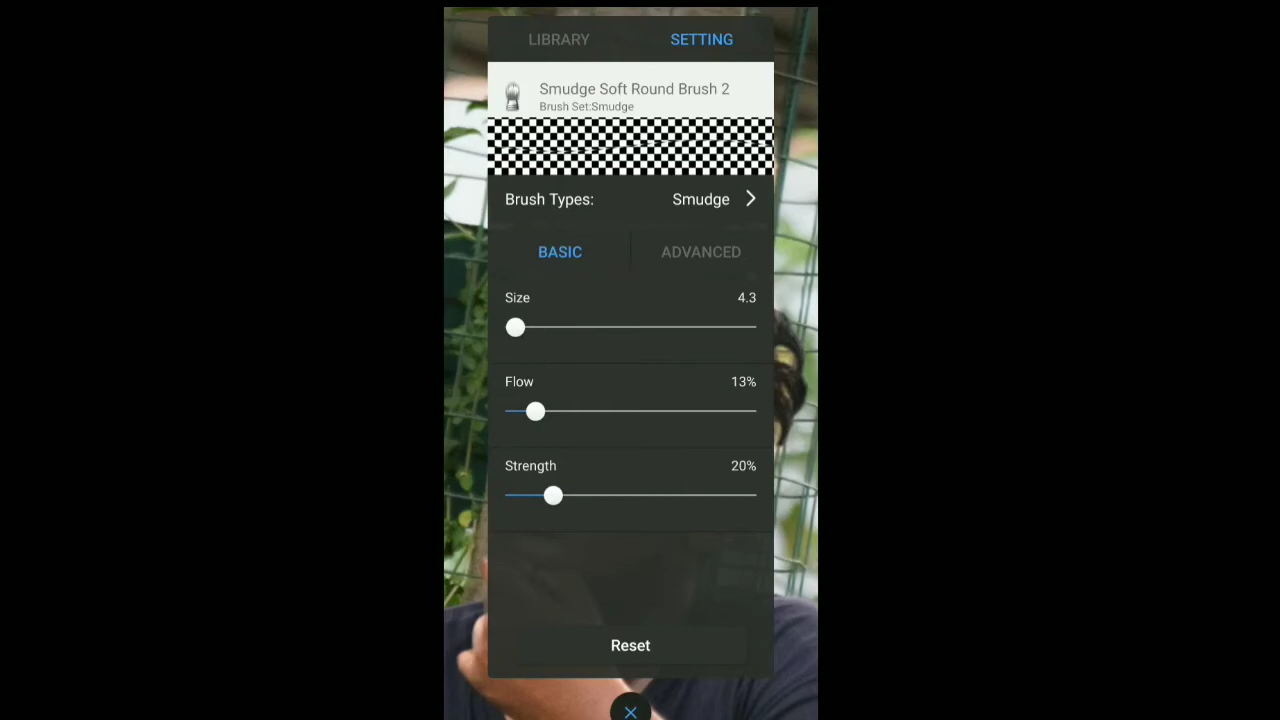 LIBRARY SETTING
Smudge Soft Round Brush 2
Brush Set:Smudge
Brush Types: Smudge
BASIC ADVANCED
Size 4.3
Flow 13%
Strength 20%
Reset